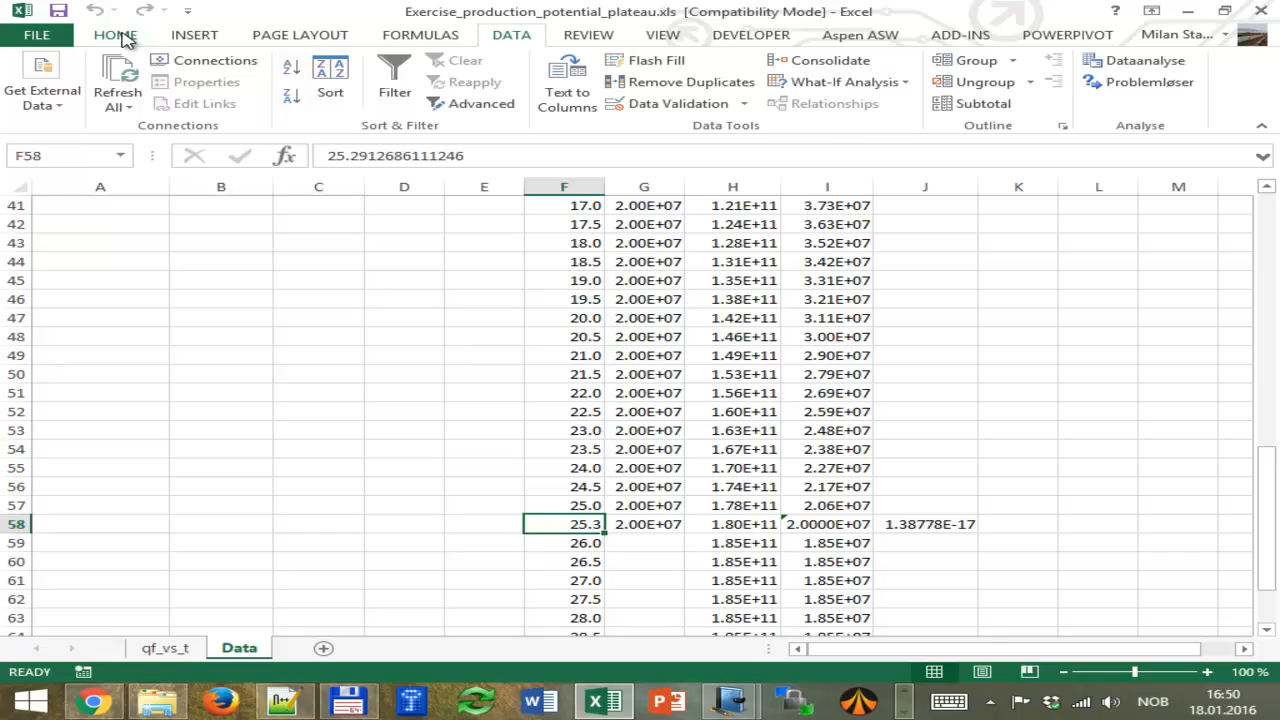 Exercise_production_potential_plateau.xls [Compatibility Mode] - Excel
FILE HOME INSERT PAGE LAYOUT FORMULAS DATA REVIEW VIEW DEVELOPER Aspen ASW ADD-INS POWERPIVOT Milan Sta...
Get External Data
Refresh All
Connections
Properties
Edit Links
Connections
Sort
Filter
Clear
Reapply
Advanced
Sort & Filter
Text to Columns
Flash Fill
Remove Duplicates
Data Validation
Consolidate
What-If Analysis
Relationships
Data Tools
Group
Ungroup
Subtotal
Outline
Dataanalyse
Problemløser
Analyse
F58 fx 25.2912686111246
A B C D E F G H I J K L M
41 17.0 2.00E+07 1.21E+11 3.73E+07
42 17.5 2.00E+07 1.24E+11 3.63E+07
43 18.0 2.00E+07 1.28E+11 3.52E+07
44 18.5 2.00E+07 1.31E+11 3.42E+07
45 19.0 2.00E+07 1.35E+11 3.31E+07
46 19.5 2.00E+07 1.38E+11 3.21E+07
47 20.0 2.00E+07 1.42E+11 3.11E+07
48 20.5 2.00E+07 1.46E+11 3.00E+07
49 21.0 2.00E+07 1.49E+11 2.90E+07
50 21.5 2.00E+07 1.53E+11 2.79E+07
51 22.0 2.00E+07 1.56E+11 2.69E+07
52 22.5 2.00E+07 1.60E+11 2.59E+07
53 23.0 2.00E+07 1.63E+11 2.48E+07
54 23.5 2.00E+07 1.67E+11 2.38E+07
55 24.0 2.00E+07 1.70E+11 2.27E+07
56 24.5 2.00E+07 1.74E+11 2.17E+07
57 25.0 2.00E+07 1.78E+11 2.06E+07
58 25.3 2.00E+07 1.80E+11 2.0000E+07 1.38778E-17
59 26.0 1.85E+11 1.85E+07
60 26.5 1.85E+11 1.85E+07
61 27.0 1.85E+11 1.85E+07
62 27.5 1.85E+11 1.85E+07
63 28.0 1.85E+11 1.85E+07
qf_vs_t Data
READY 100 %
NOB 16:50
18.01.2016